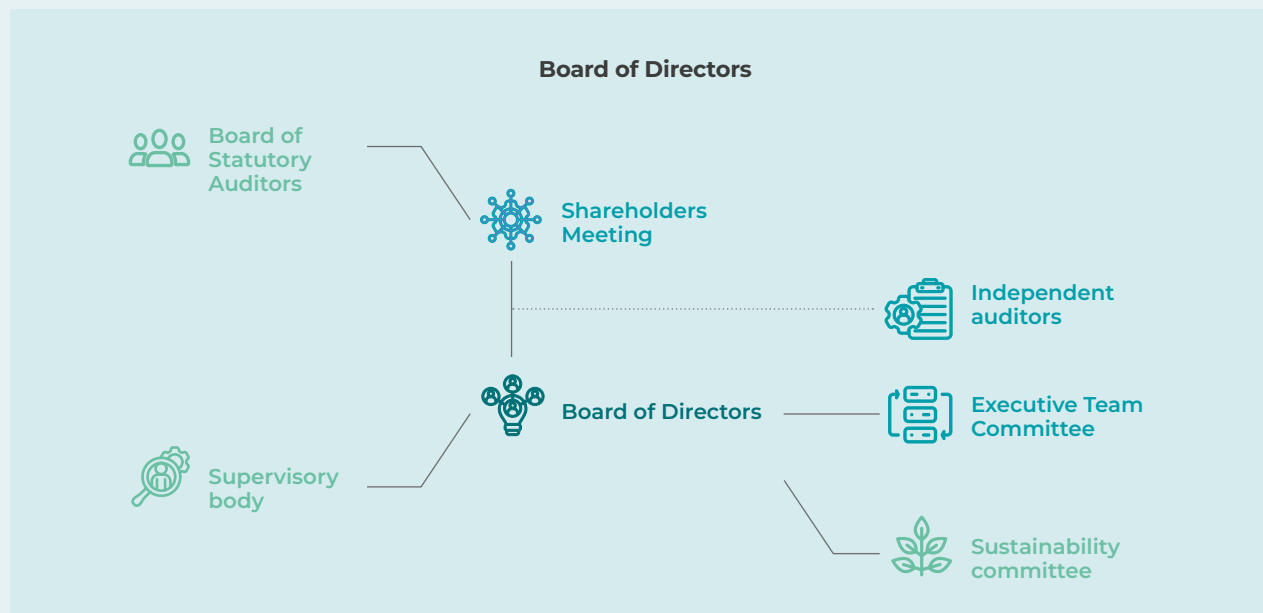 Board of Directors
Board of
Statutory
Auditors
Shareholders
Meeting
Independent
auditors
Board of Directors
Executive Team
Committee
Supervisory
body
Sustainability
committee